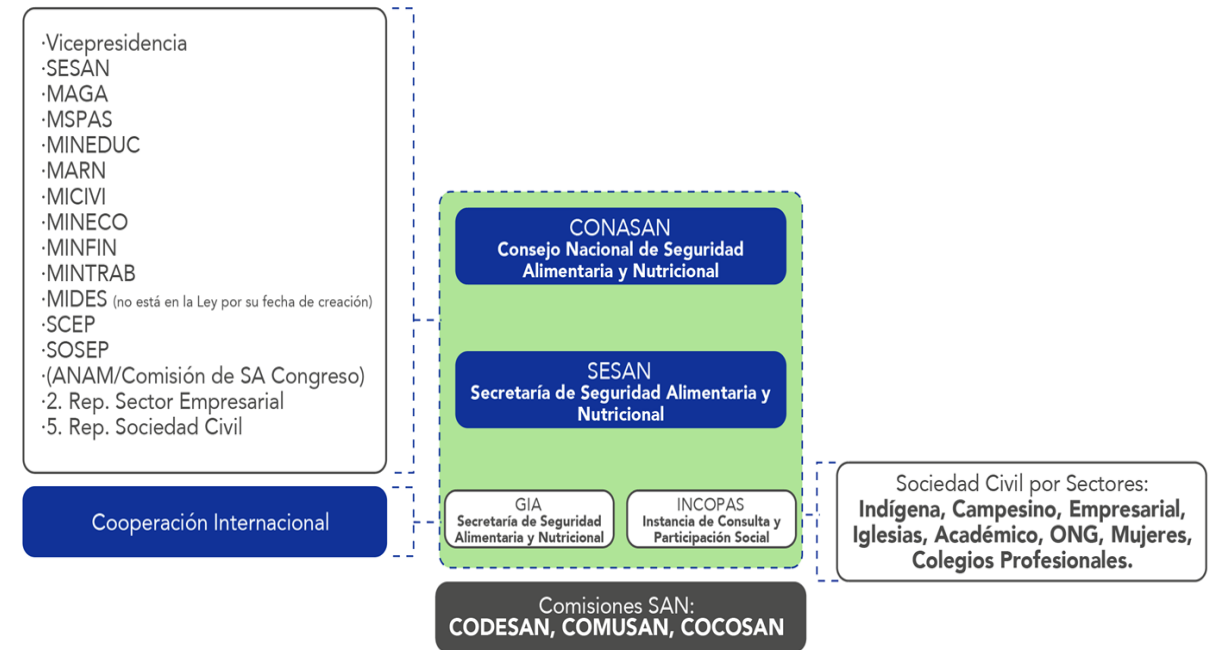 ·Vicepresidencia
·SESAN
·MAGA
·MSPAS
·MINEDUC
·MARN
·MICIVI
·MINECO
·MINFIN
·MINTRAB
·MIDES (no está en la Ley por su fecha de creación)
·SCEP
·SOSEP
·(ANAM/Comisión de SA Congreso)
·2. Rep. Sector Empresarial
·5. Rep. Sociedad Civil
Cooperación Internacional
CONASAN
Consejo Nacional de Seguridad
Alimentaria y Nutricional
SESAN
Secretaría de Seguridad Alimentaria y
Nutricional
GIA
Secretaría de Seguridad
Alimentaria y Nutricional
INCOPAS
Instancia de Consulta y
Participación Social
Sociedad Civil por Sectores:
Indígena, Campesino, Empresarial,
Iglesias, Académico, ONG, Mujeres,
Colegios Profesionales.
Comisiones SAN:
CODESAN, COMUSAN, COCOSAN